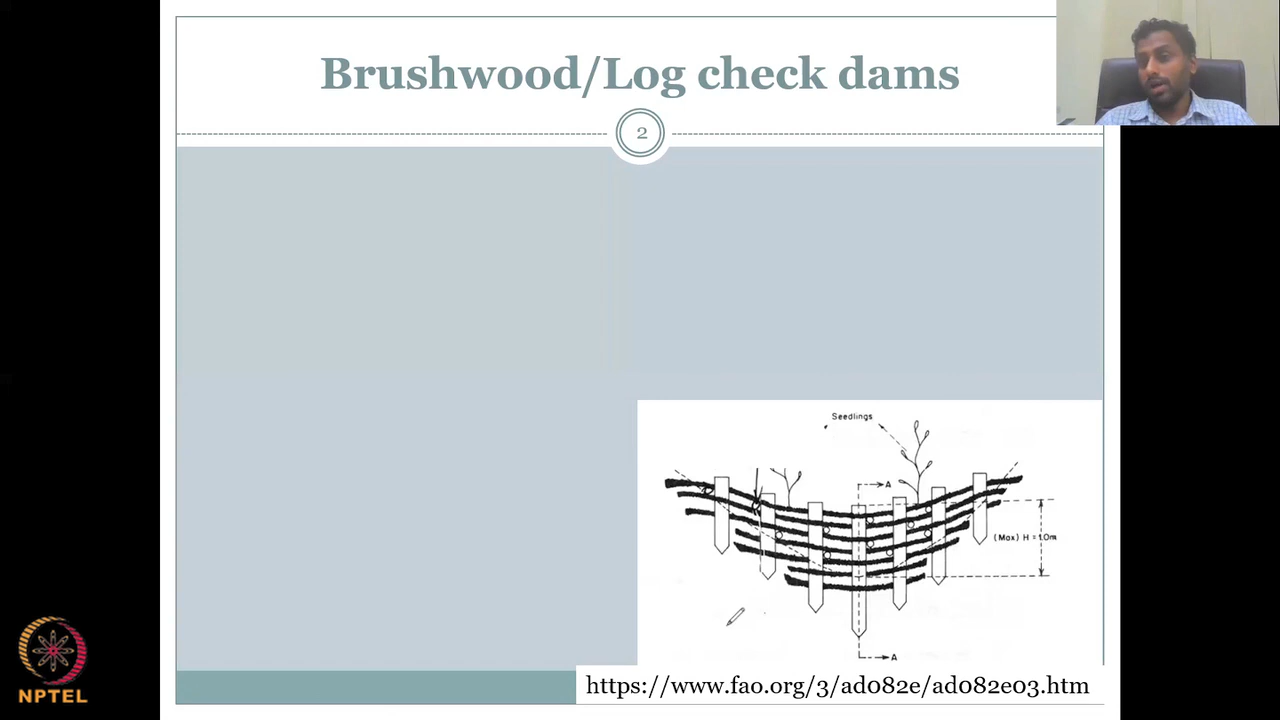 Brushwood/Log check dams
2
Seedlings
A
(Max) H = 1.0m
A
https://www.fao.org/3/ad082e/ad082e03.htm
NPTEL